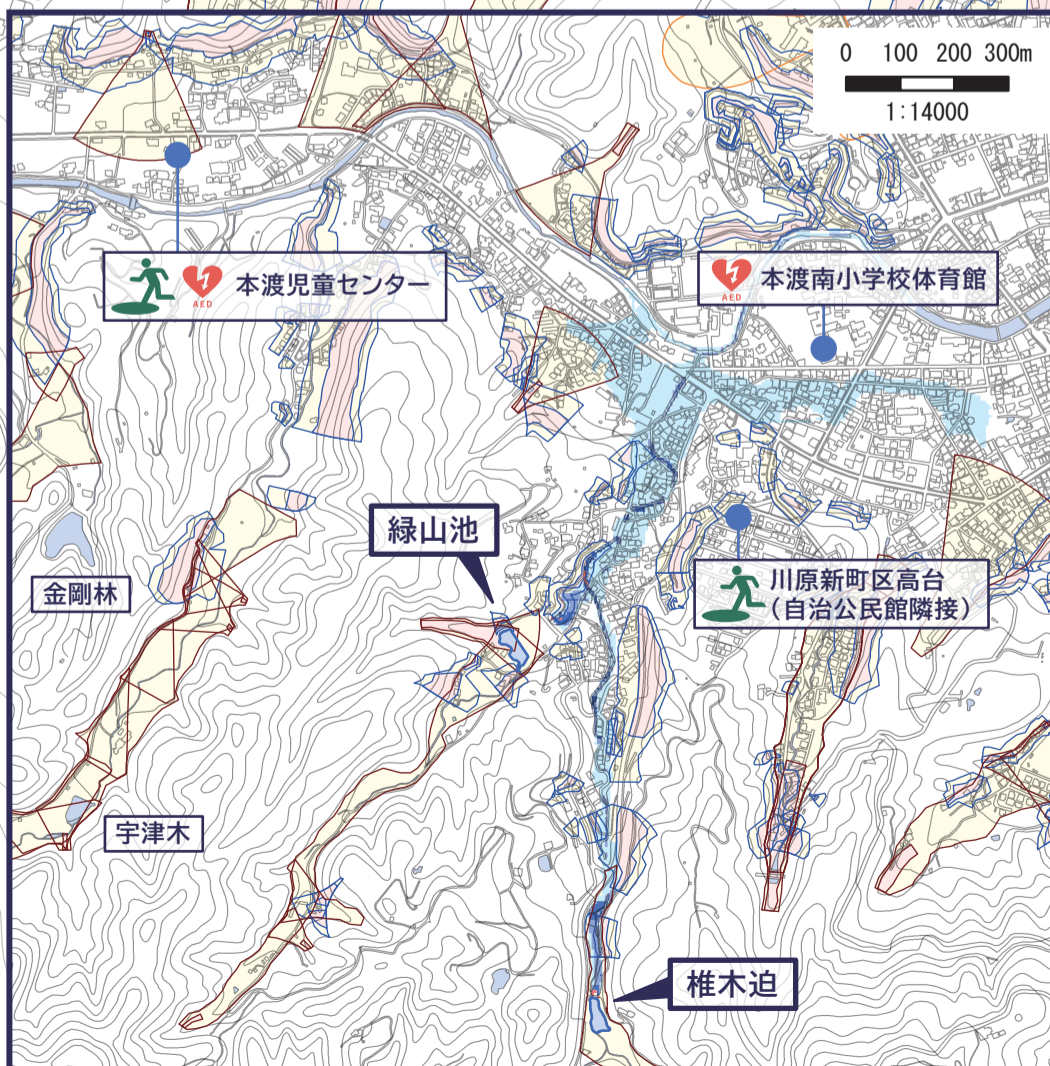 0 100 200 300m
1:14000
AED
本渡児童センター
AED
本渡南小学校体育館
緑山池
金剛林
川原新町区高台
（自治公民館隣接）
宇津木
椎木迫